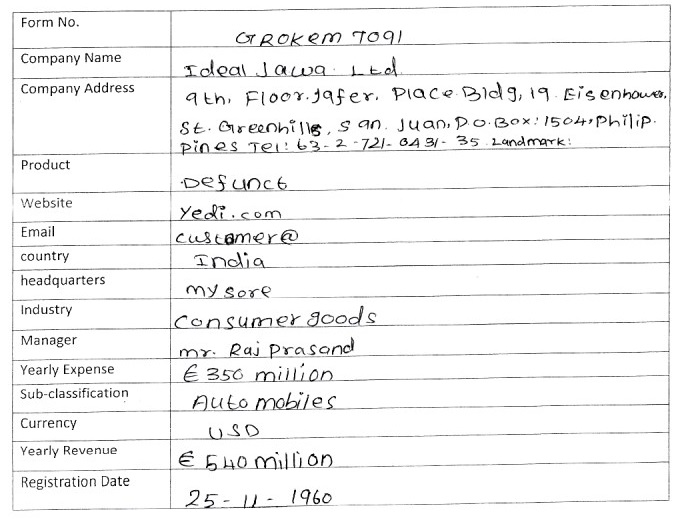 Form No. GROKEM7091
Company Name Ideal Jawa Ltd
Company Address 9th, Floor.Jafer. Place.Bldg, 19. Eisenhower.
St. Greenhills, San. Juan, P.O.Box: 1504, Philip.
pines Tel: 63-2-721-0431-35. Landmark:
Product Defunct
Website Yedi.com
Email customer@
country India
headquarters mysore
Industry consumer goods
Manager mr. Raj Prasand
Yearly Expense € 350 million
Sub-classification Automobiles
Currency USD
Yearly Revenue € 540 million
Registration Date 25-11-1960